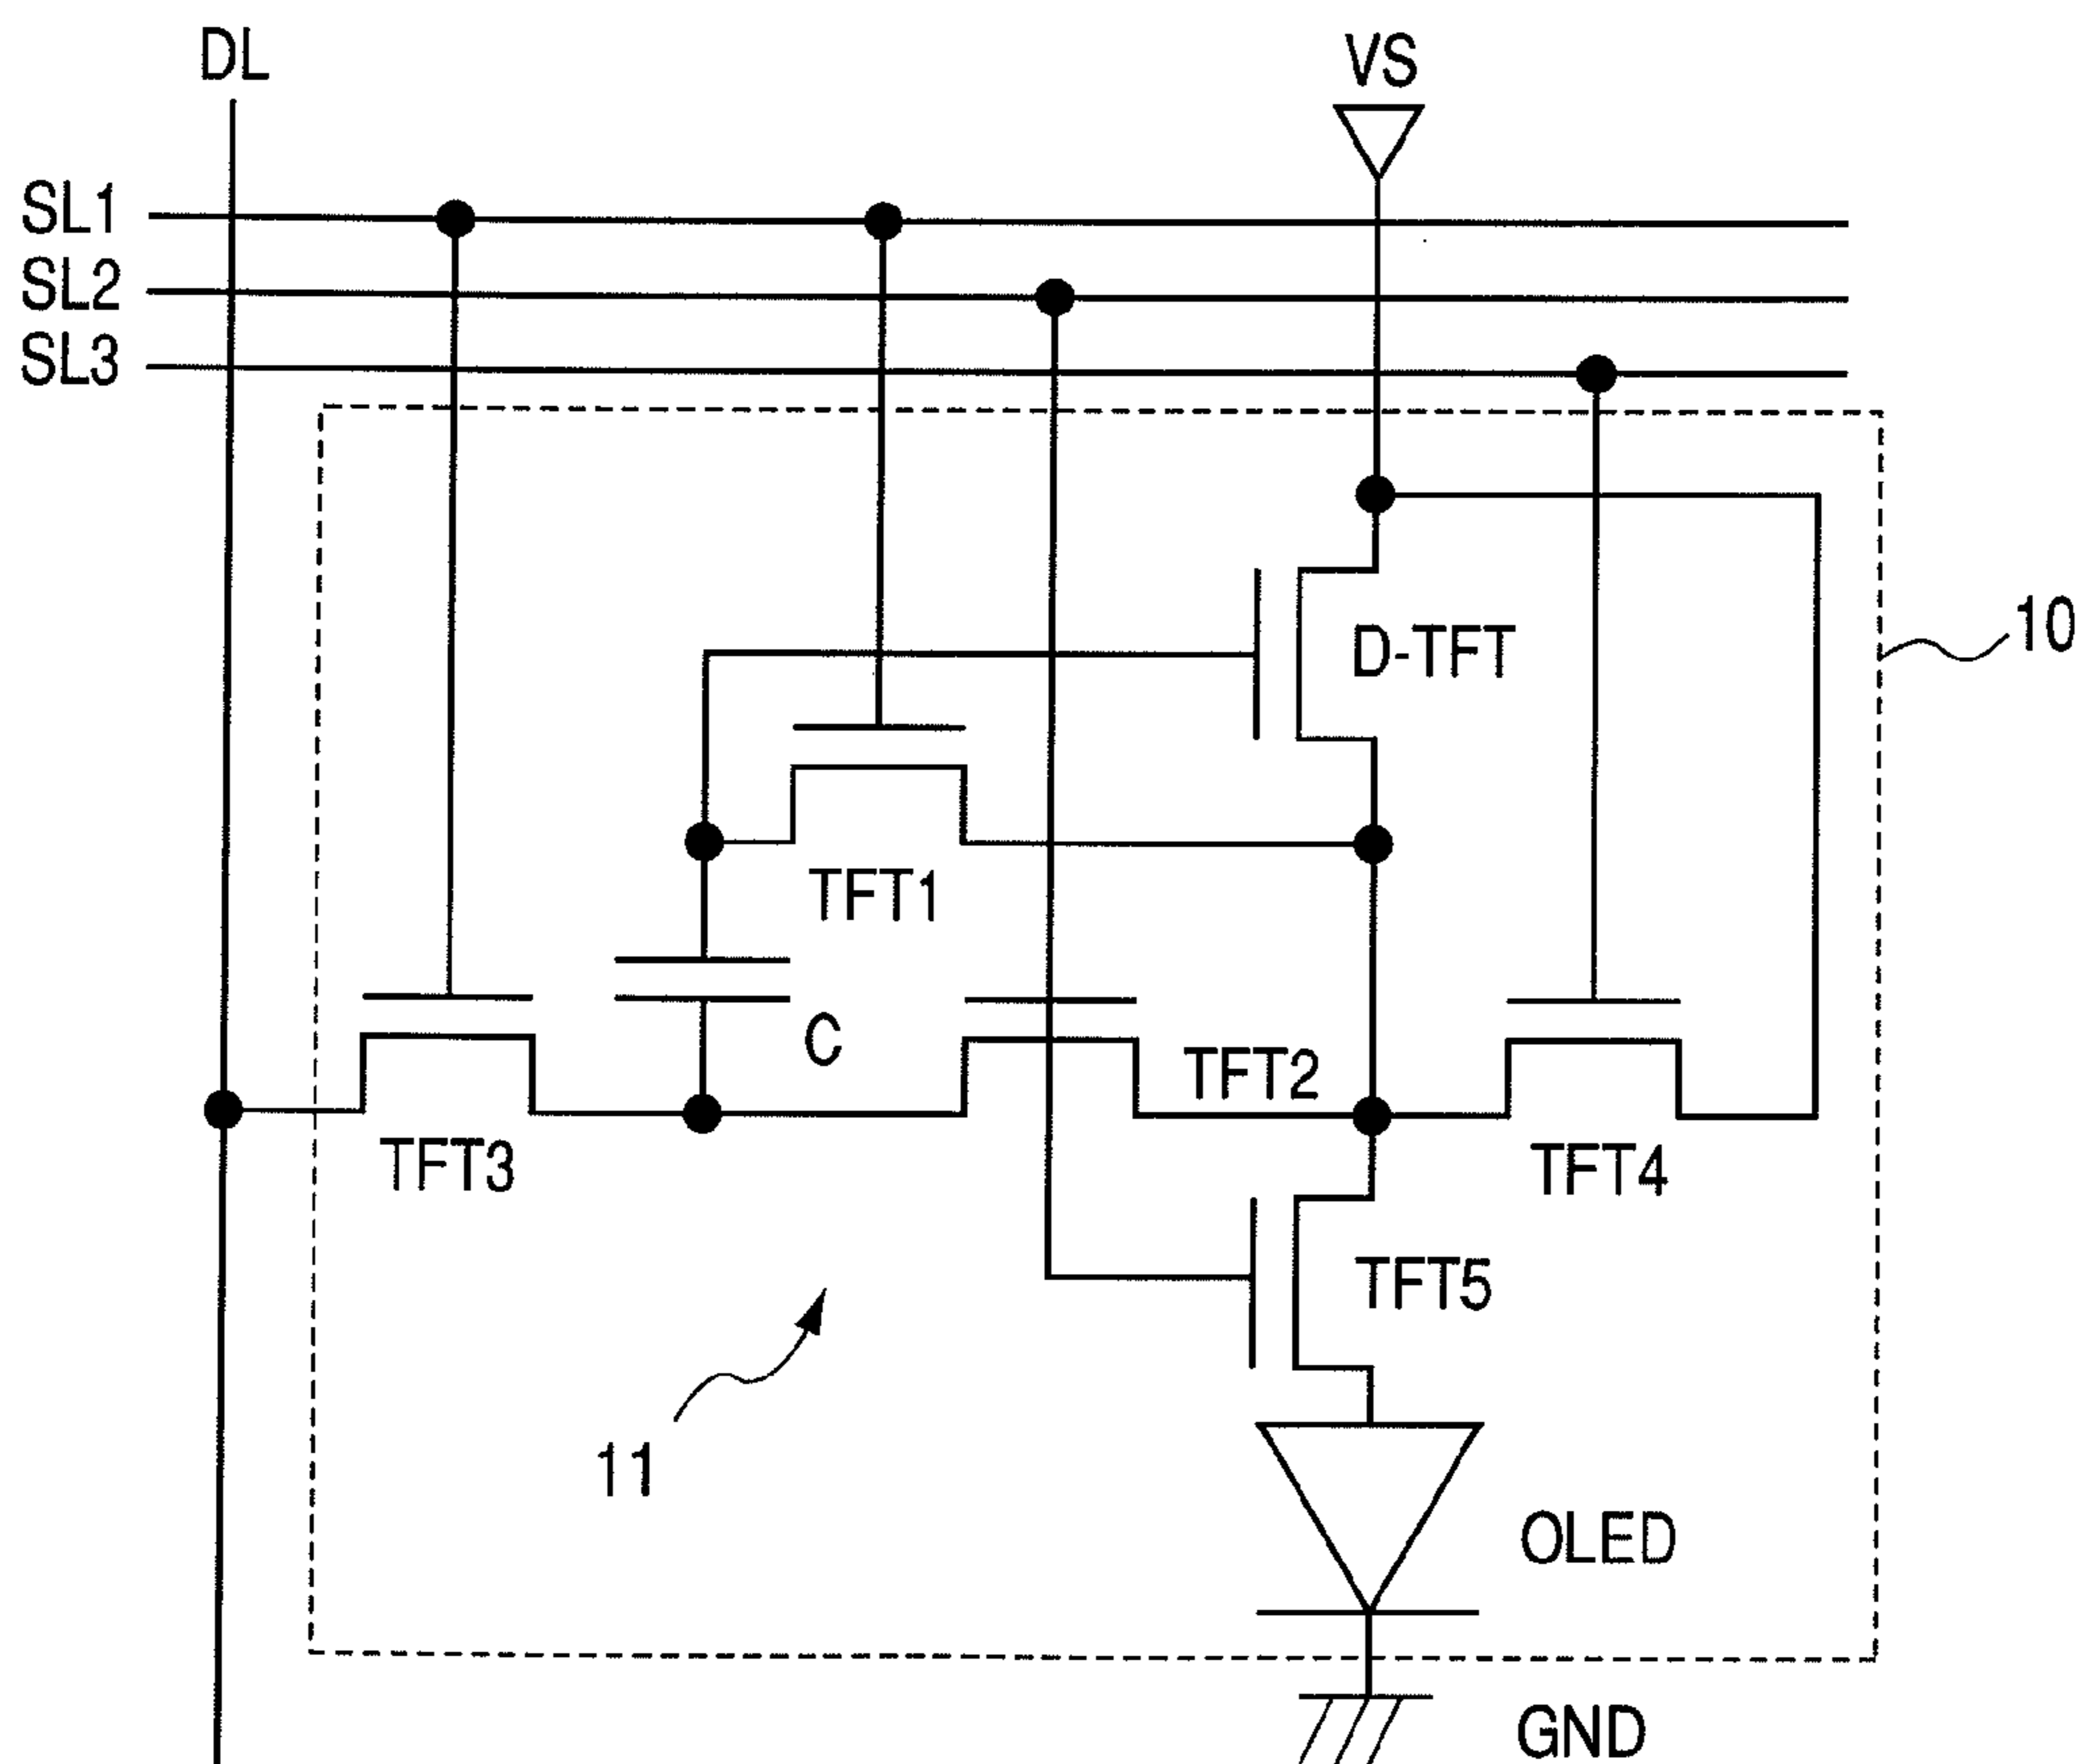 DL
VS
SL1
SL2
SL3
10
D-TFT
TFT1
C
TFT2
TFT3
TFT4
TFT5
11
OLED
GND